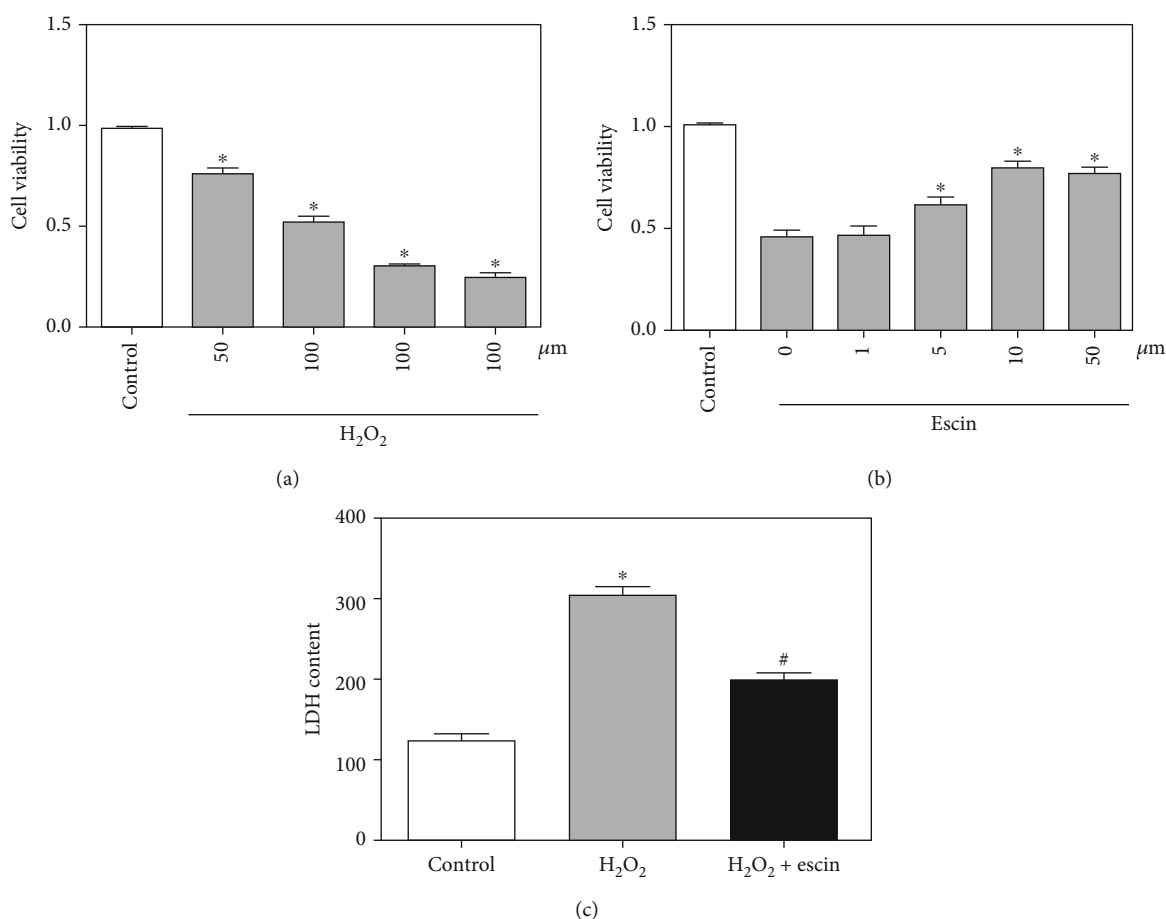 1.5
1.0
0.5
0.0
Cell viability
*
*
*
*
Control
50
100
100
100
μm
H₂O₂
(a)
1.5
1.0
0.5
0.0
Cell viability
*
*
*
Control
0
1
5
10
50
μm
Escin
(b)
400
300
200
100
0
LDH content
*
#
Control
H₂O₂
H₂O₂ + escin
(c)